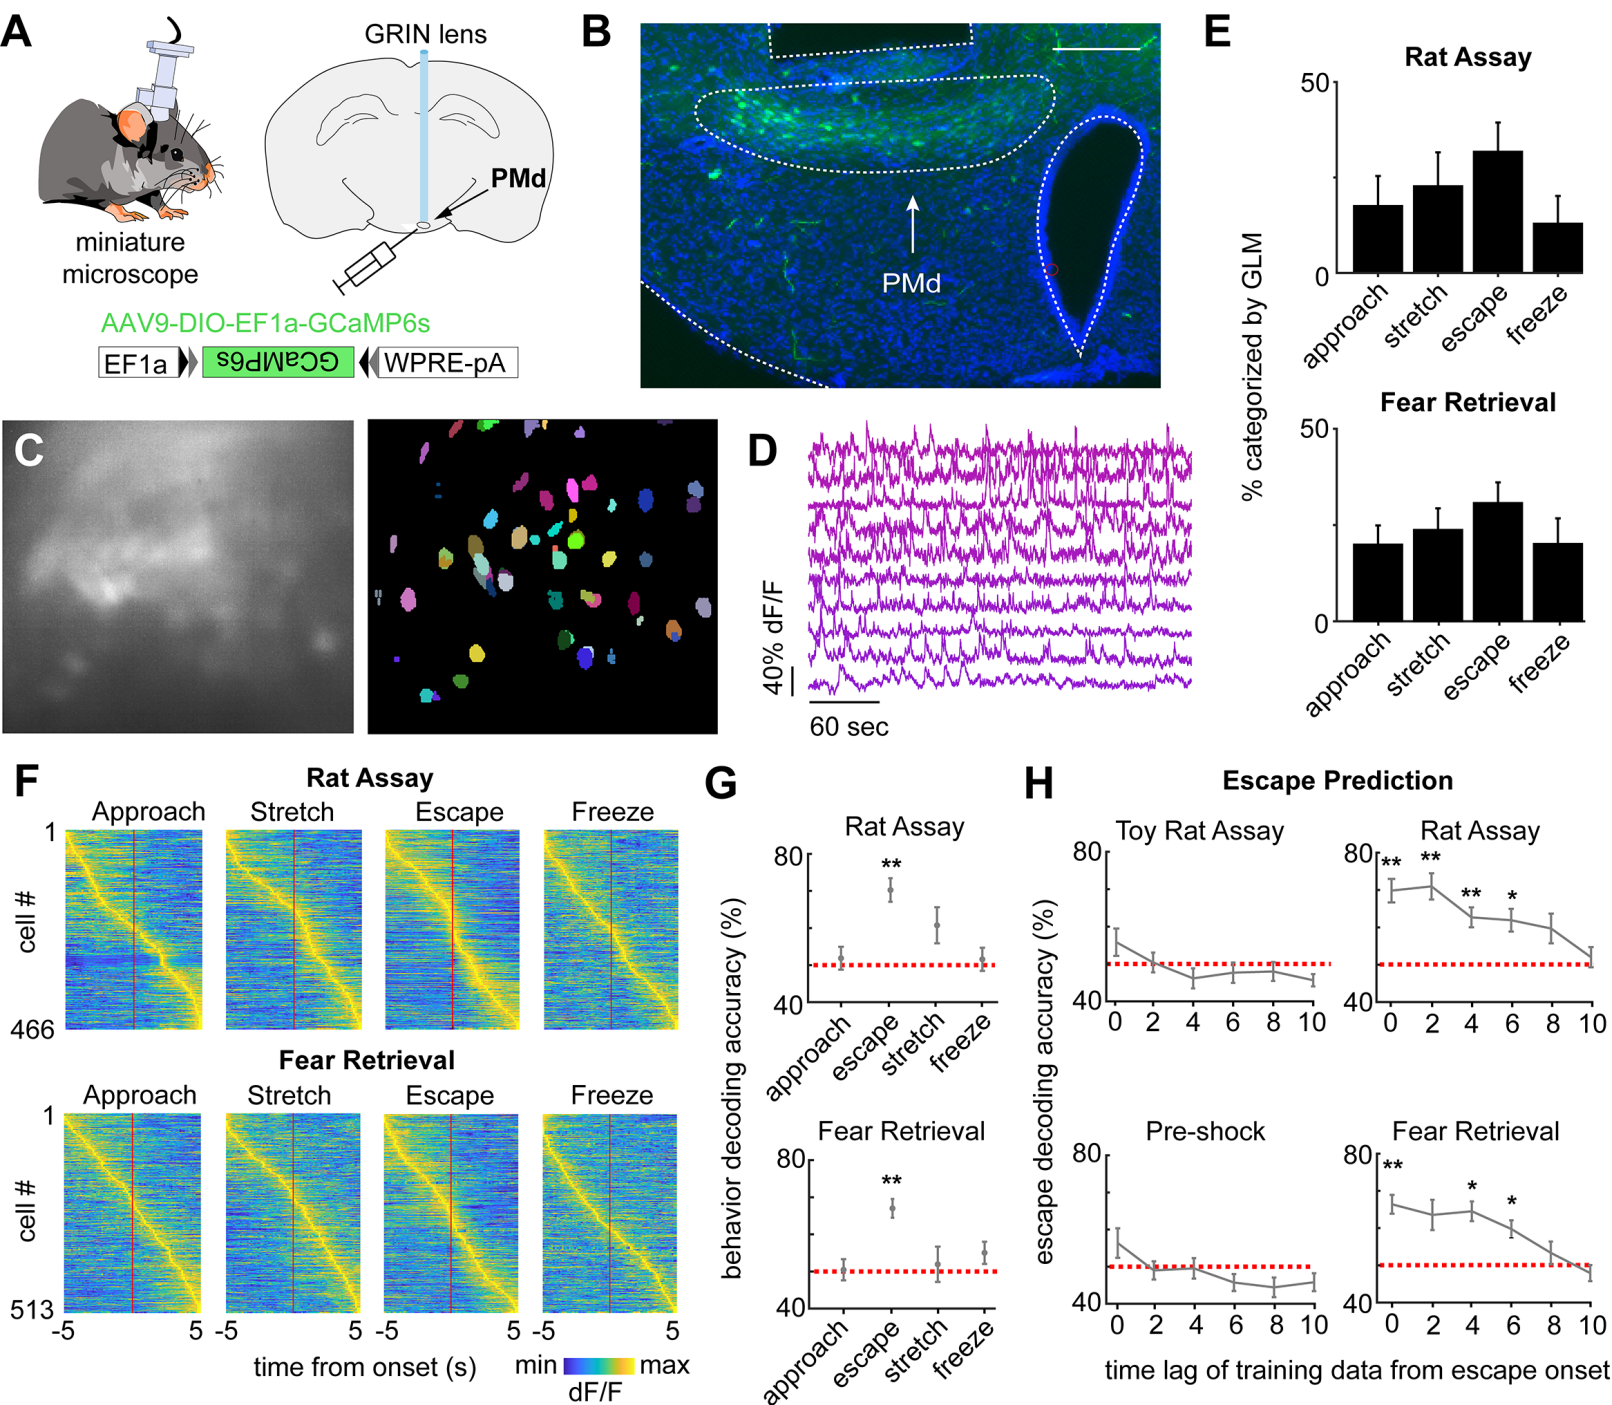 A
GRIN lens
PMd
miniature
microscope
AAV9-DIO-EF1a-GCaMP6s
EF1a
GCaMP6s
WPRE-pA
B
PMd
C
D
40% dF/F
60 sec
E
% categorized by GLM
Rat Assay
50
0
approach
stretch
escape
freeze
Fear Retrieval
50
0
approach
stretch
escape
freeze
F
Rat Assay
Approach
Stretch
Escape
Freeze
1
cell #
466
Fear Retrieval
Approach
Stretch
Escape
Freeze
1
cell #
513
-5
5
-5
5
-5
5
-5
5
time from onset (s)
min
max
dF/F
G
behavior decoding accuracy (%)
Rat Assay
80
**
40
approach
escape
stretch
freeze
Fear Retrieval
80
**
40
approach
escape
stretch
freeze
H
Escape Prediction
escape decoding accuracy (%)
Toy Rat Assay
80
40
0 2 4 6 8 10
Rat Assay
80
** ** ** *
40
0 2 4 6 8 10
Pre-shock
80
40
0 2 4 6 8 10
Fear Retrieval
80
** * *
40
0 2 4 6 8 10
time lag of training data from escape onset